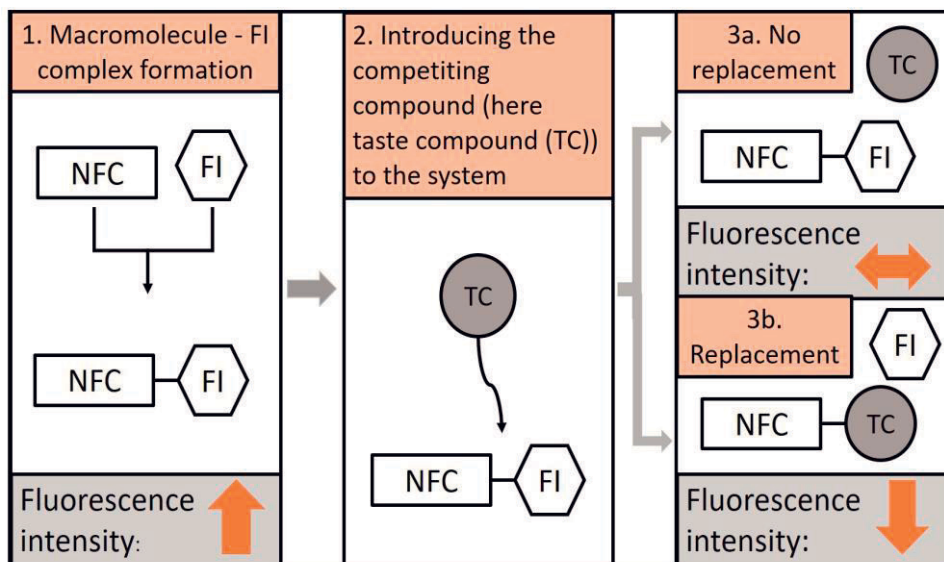 1. Macromolecule - FI
complex formation
NFC
FI
NFC
FI
Fluorescence
intensity:
2. Introducing the
competiting
compound (here
taste compound (TC))
to the system
TC
NFC
FI
3a. No
replacement
TC
NFC
FI
Fluorescence
intensity:
3b.
Replacement
FI
NFC
TC
Fluorescence
intensity: